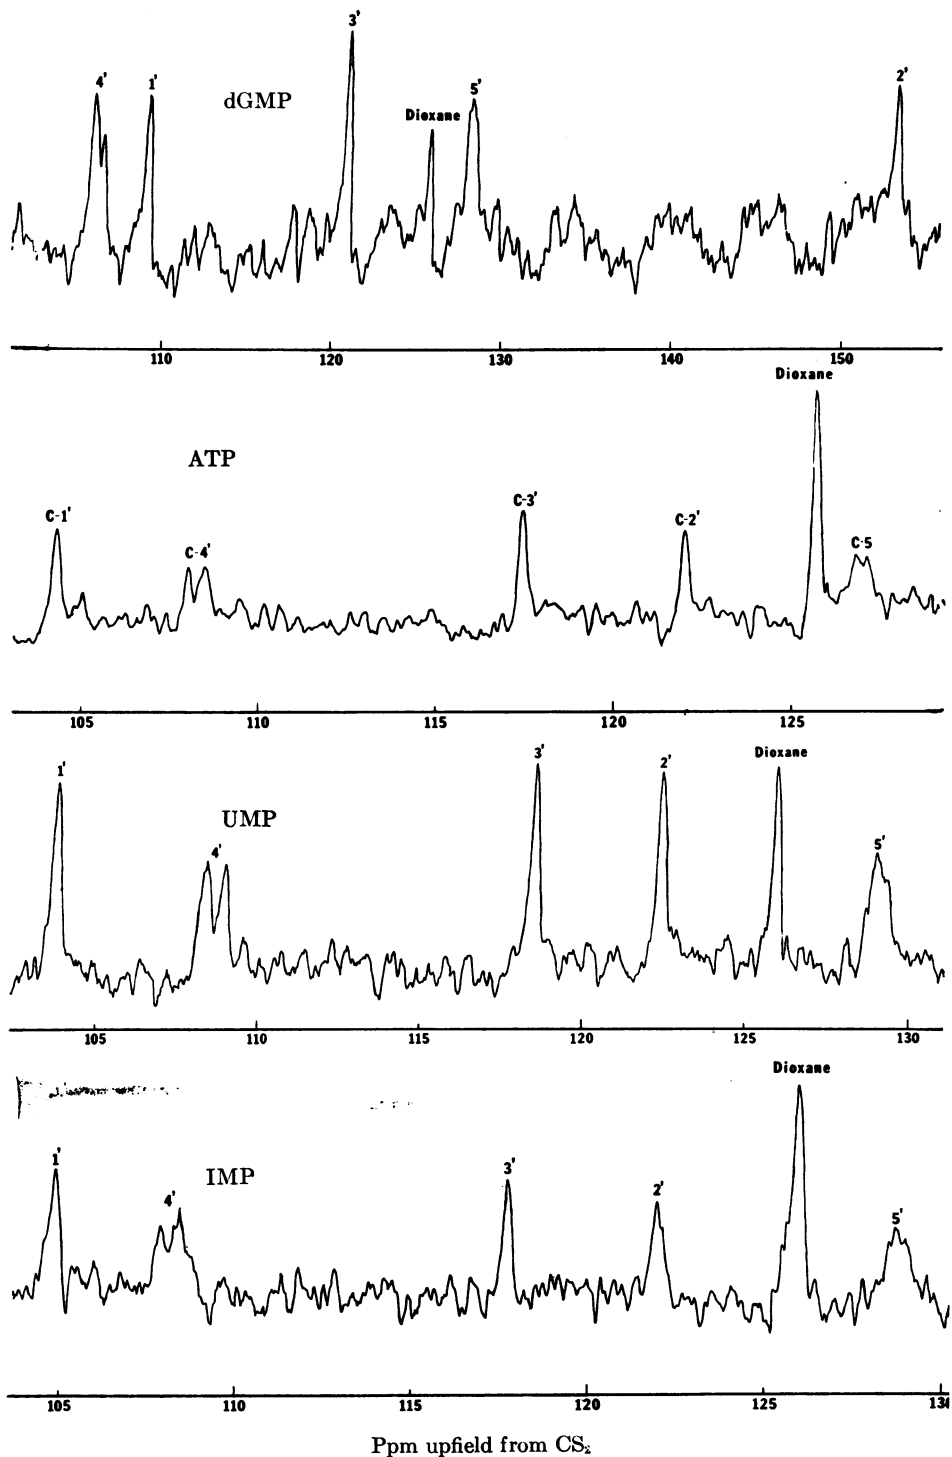 3'
4' 1' dGMP 5' 2'
Dioxane
110 120 130 140 150
Dioxane
ATP
C-1' C-4' C-3' C-2' C-5
105 110 115 120 125
1' 3' 2' Dioxane
UMP 4' 5'
105 110 115 120 125 130
Dioxane
1' IMP 3'
4' 2' 5'
105 110 115 120 125 130
Ppm upfield from CS₂